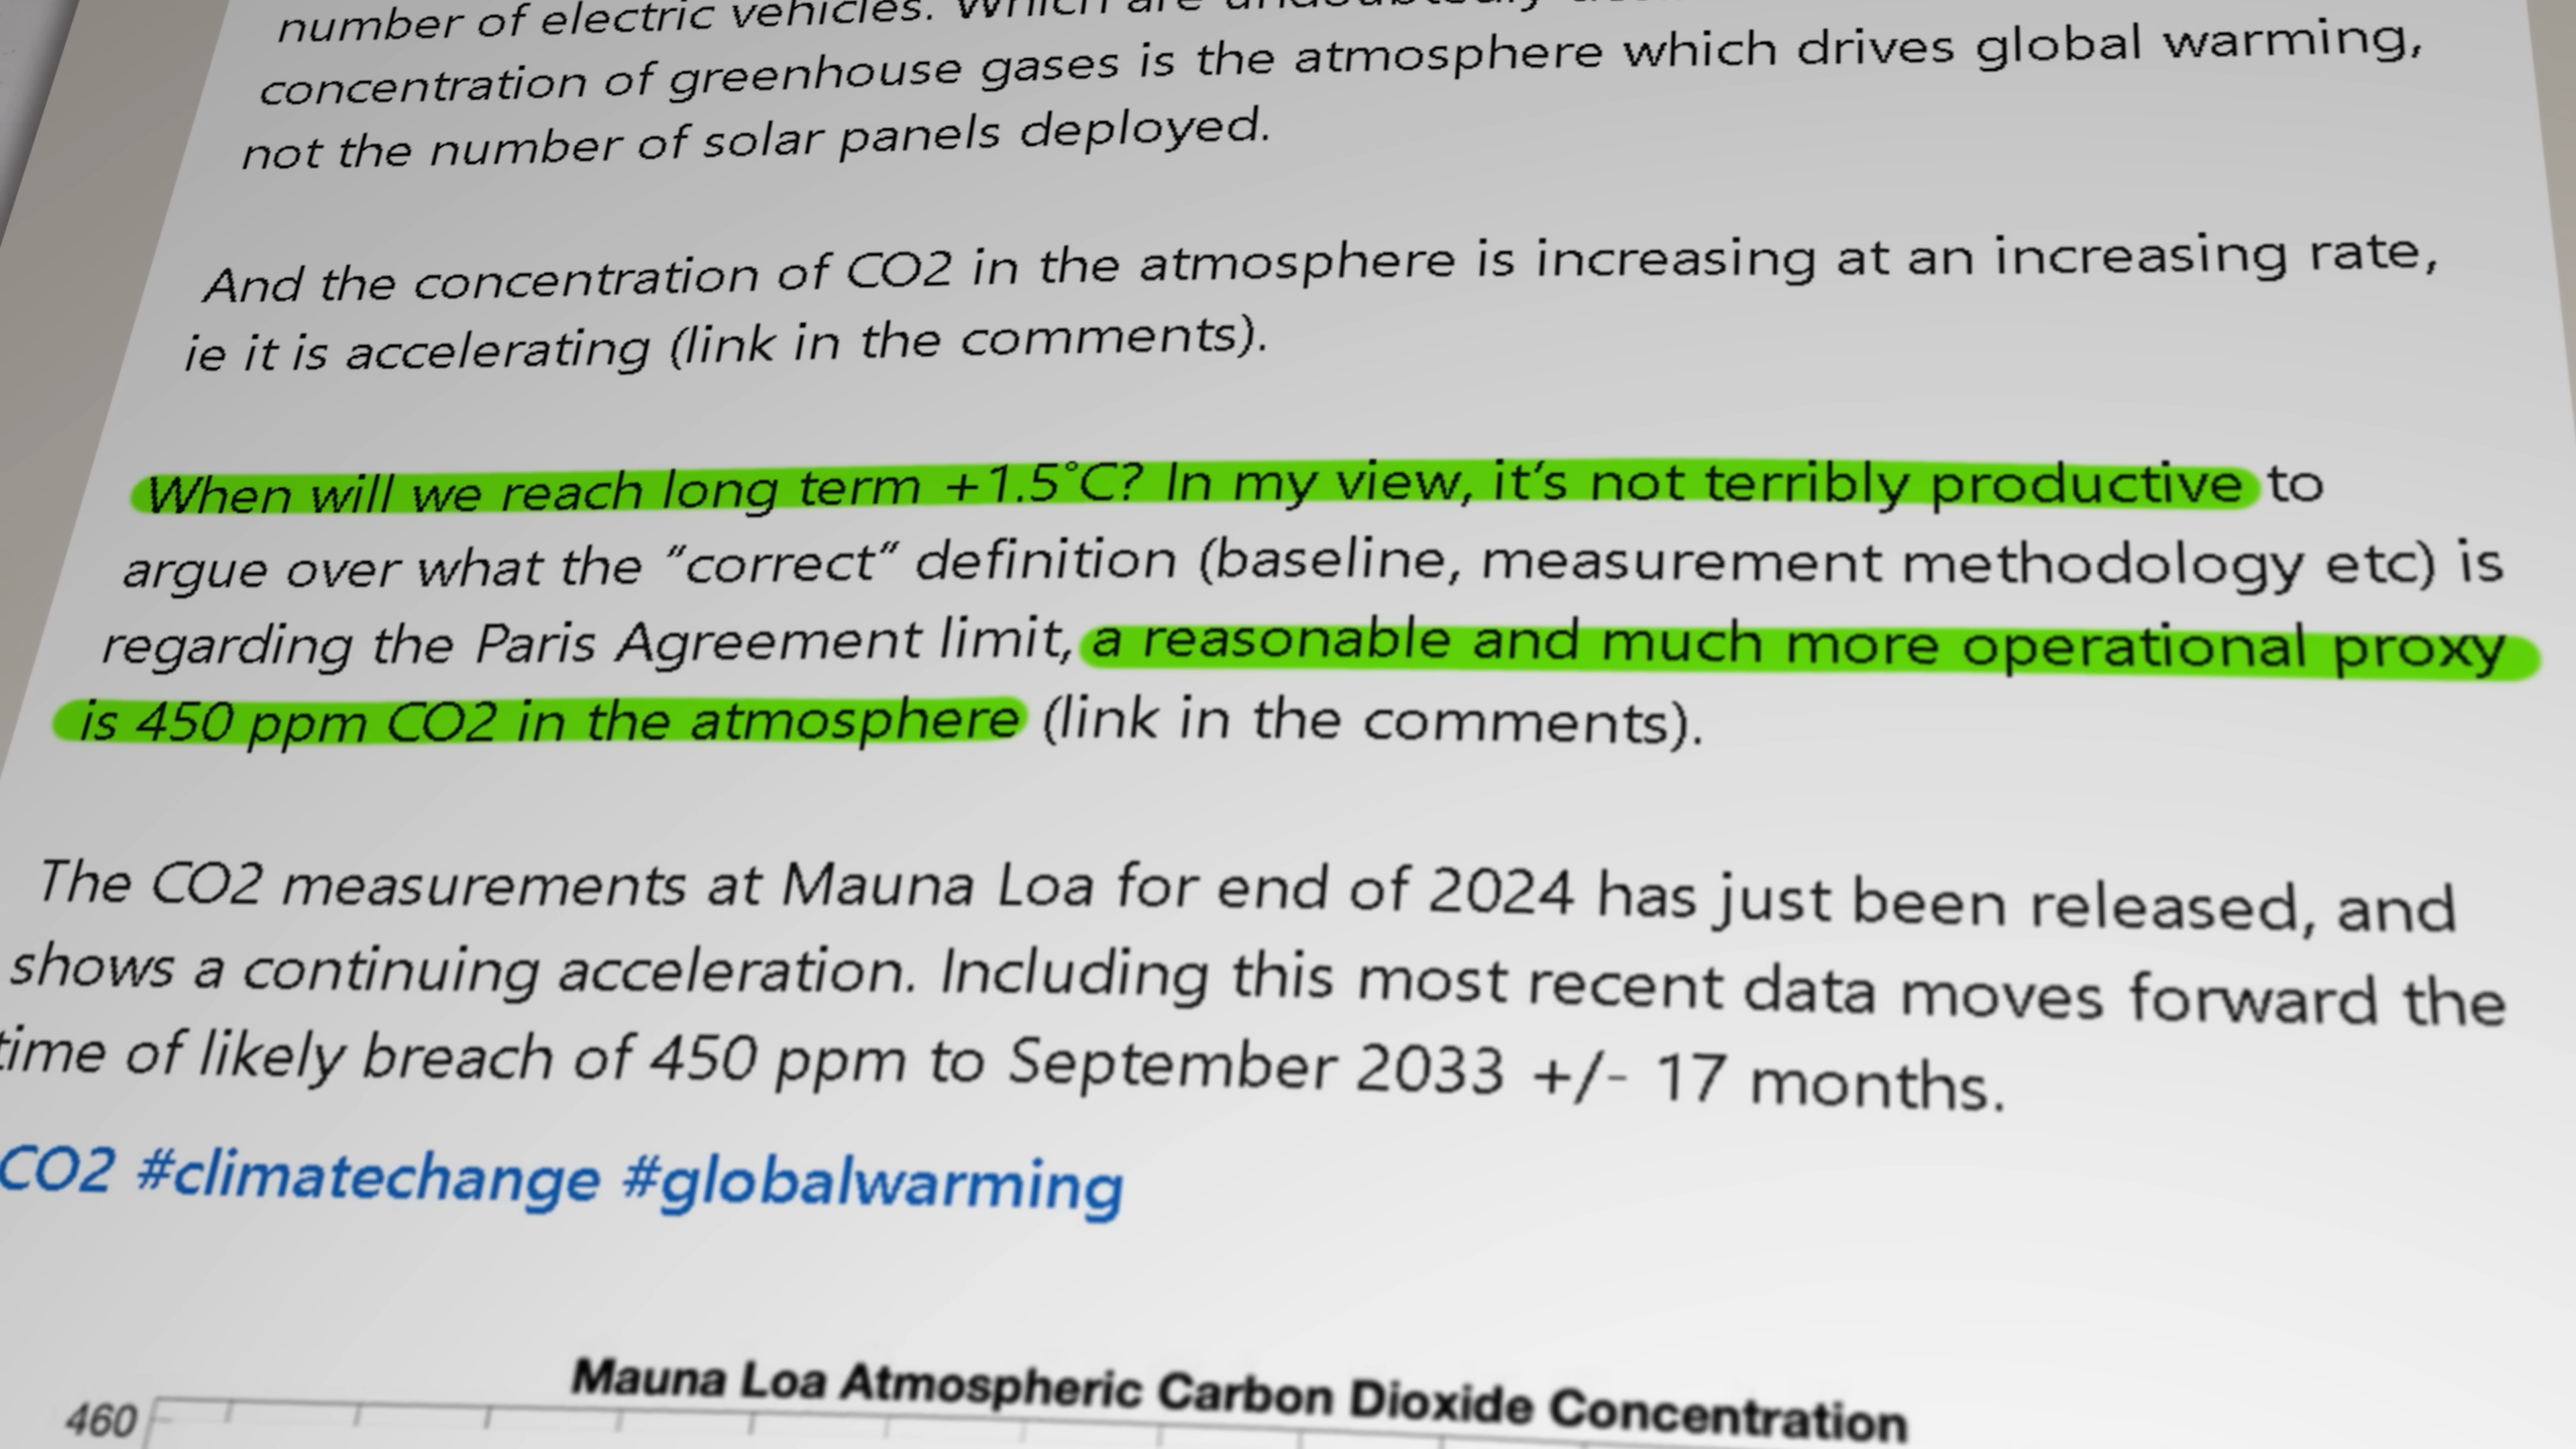 number of electric vehicles. Which are undoubtedly
concentration of greenhouse gases is the atmosphere which drives global warming,
not the number of solar panels deployed.
And the concentration of CO2 in the atmosphere is increasing at an increasing rate,
ie it is accelerating (link in the comments).
When will we reach long term +1.5°C? In my view, it's not terribly productive to
argue over what the "correct" definition (baseline, measurement methodology etc) is
regarding the Paris Agreement limit, a reasonable and much more operational proxy
is 450 ppm CO2 in the atmosphere (link in the comments).
The CO2 measurements at Mauna Loa for end of 2024 has just been released, and
shows a continuing acceleration. Including this most recent data moves forward the
time of likely breach of 450 ppm to September 2033 +/- 17 months.
CO2 #climatechange #globalwarming
Mauna Loa Atmospheric Carbon Dioxide Concentration
460